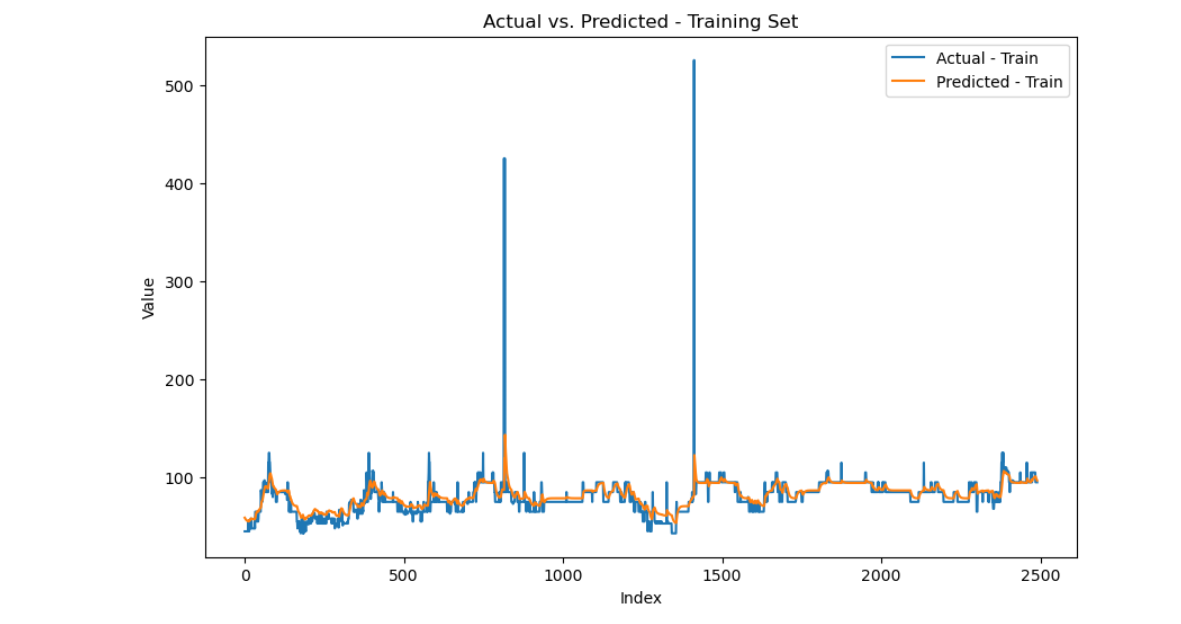 Actual vs. Predicted - Training Set
Actual - Train
Predicted - Train
500
400
300
200
100
Value
0
500
1000
1500
2000
2500
Index